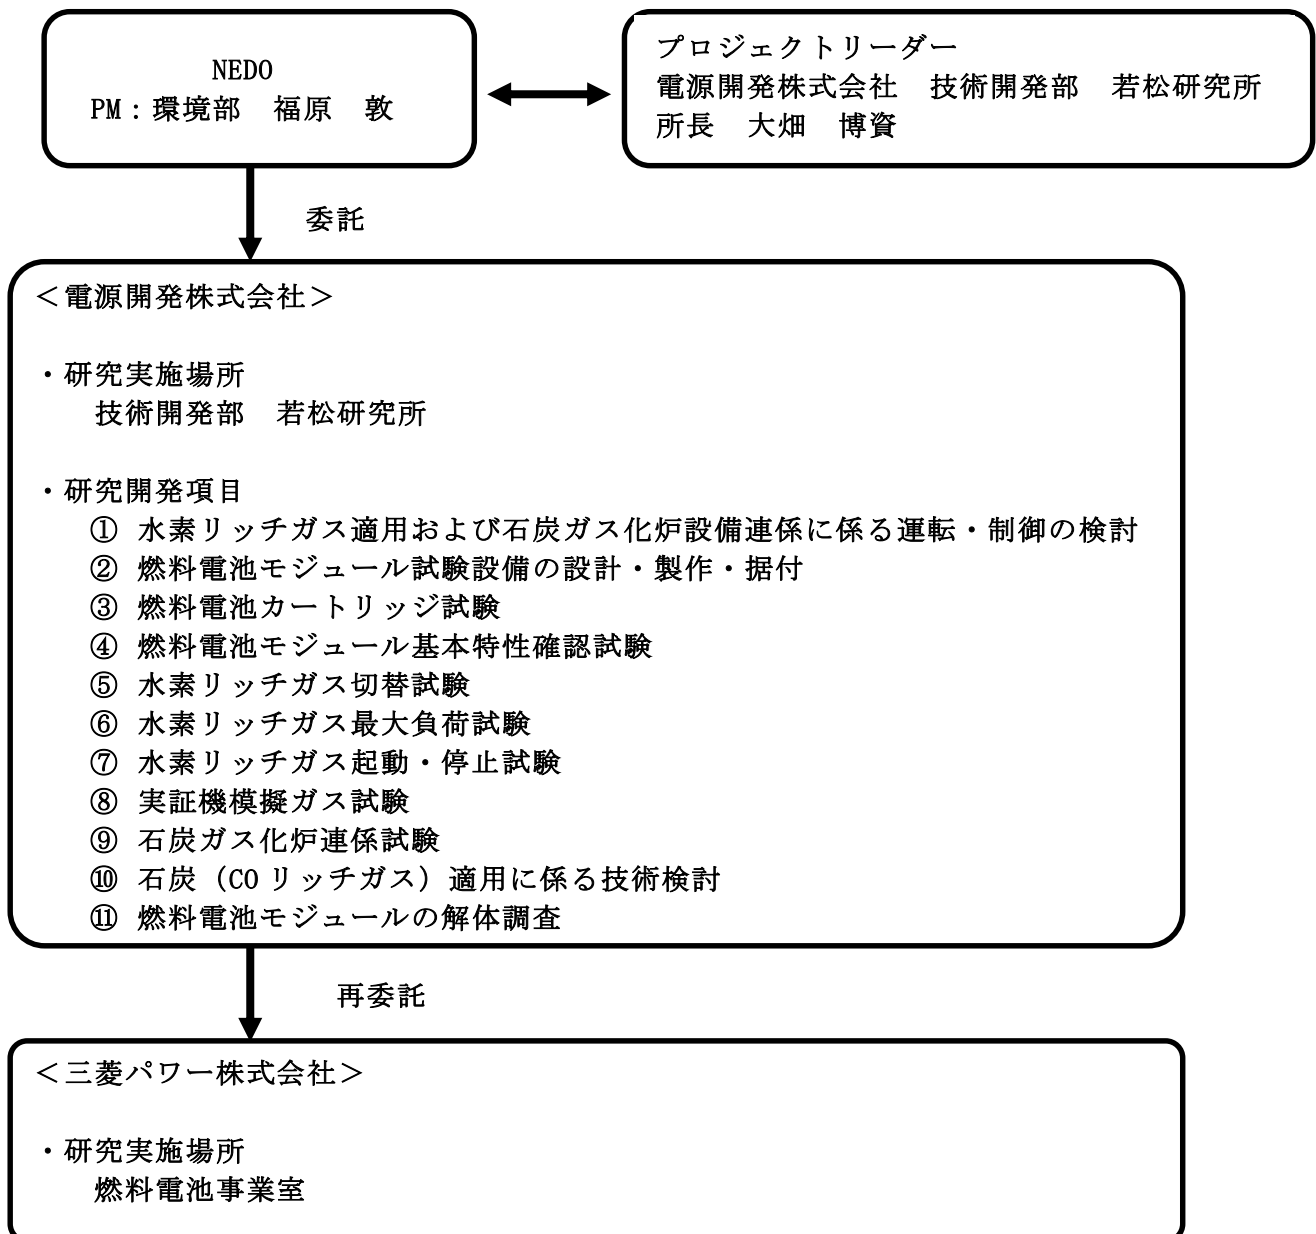 NEDO
PM：環境部　福原　敦
プロジェクトリーダー
電源開発株式会社　技術開発部　若松研究所
所長　大畑　博資
委託
＜電源開発株式会社＞
・研究実施場所
技術開発部　若松研究所
・研究開発項目
① 水素リッチガス適用および石炭ガス化炉設備連係に係る運転・制御の検討
② 燃料電池モジュール試験設備の設計・製作・据付
③ 燃料電池カートリッジ試験
④ 燃料電池モジュール基本特性確認試験
⑤ 水素リッチガス切替試験
⑥ 水素リッチガス最大負荷試験
⑦ 水素リッチガス起動・停止試験
⑧ 実証機模擬ガス試験
⑨ 石炭ガス化炉連係試験
⑩ 石炭（CO リッチガス）適用に係る技術検討
⑪ 燃料電池モジュールの解体調査
再委託
＜三菱パワー株式会社＞
・研究実施場所
燃料電池事業室